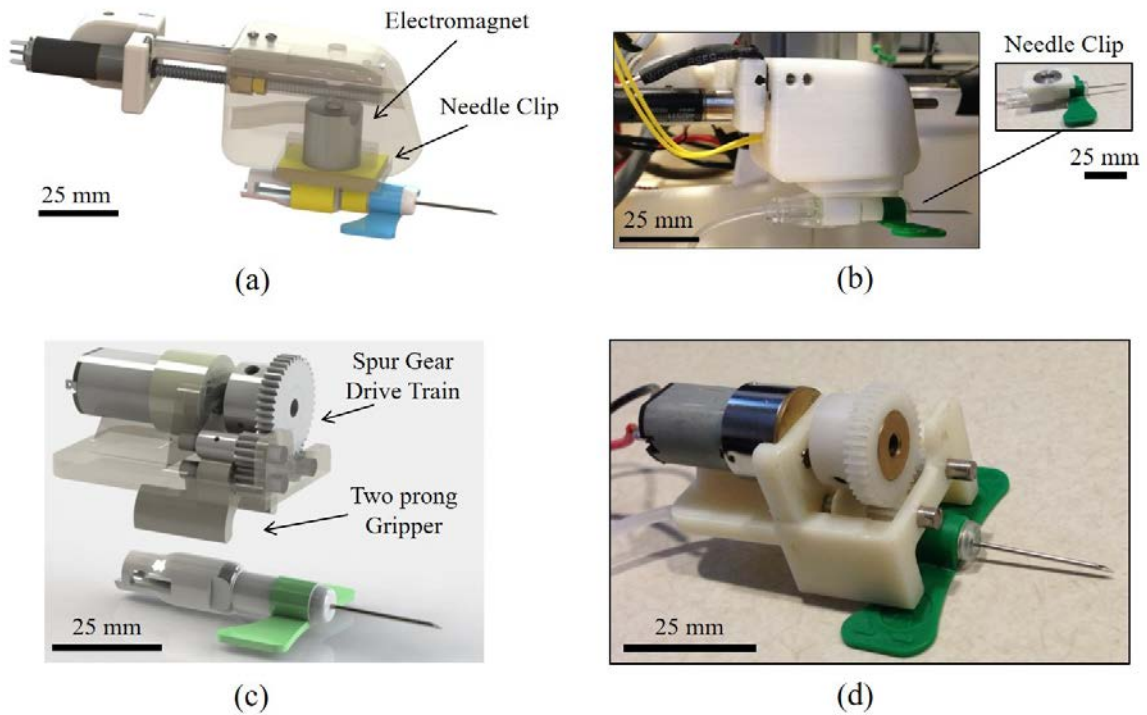 Electromagnet
Needle Clip
25 mm
(a)
Needle Clip
25 mm
25 mm
(b)
Spur Gear
Drive Train
Two prong
Gripper
25 mm
(c)
25 mm
(d)